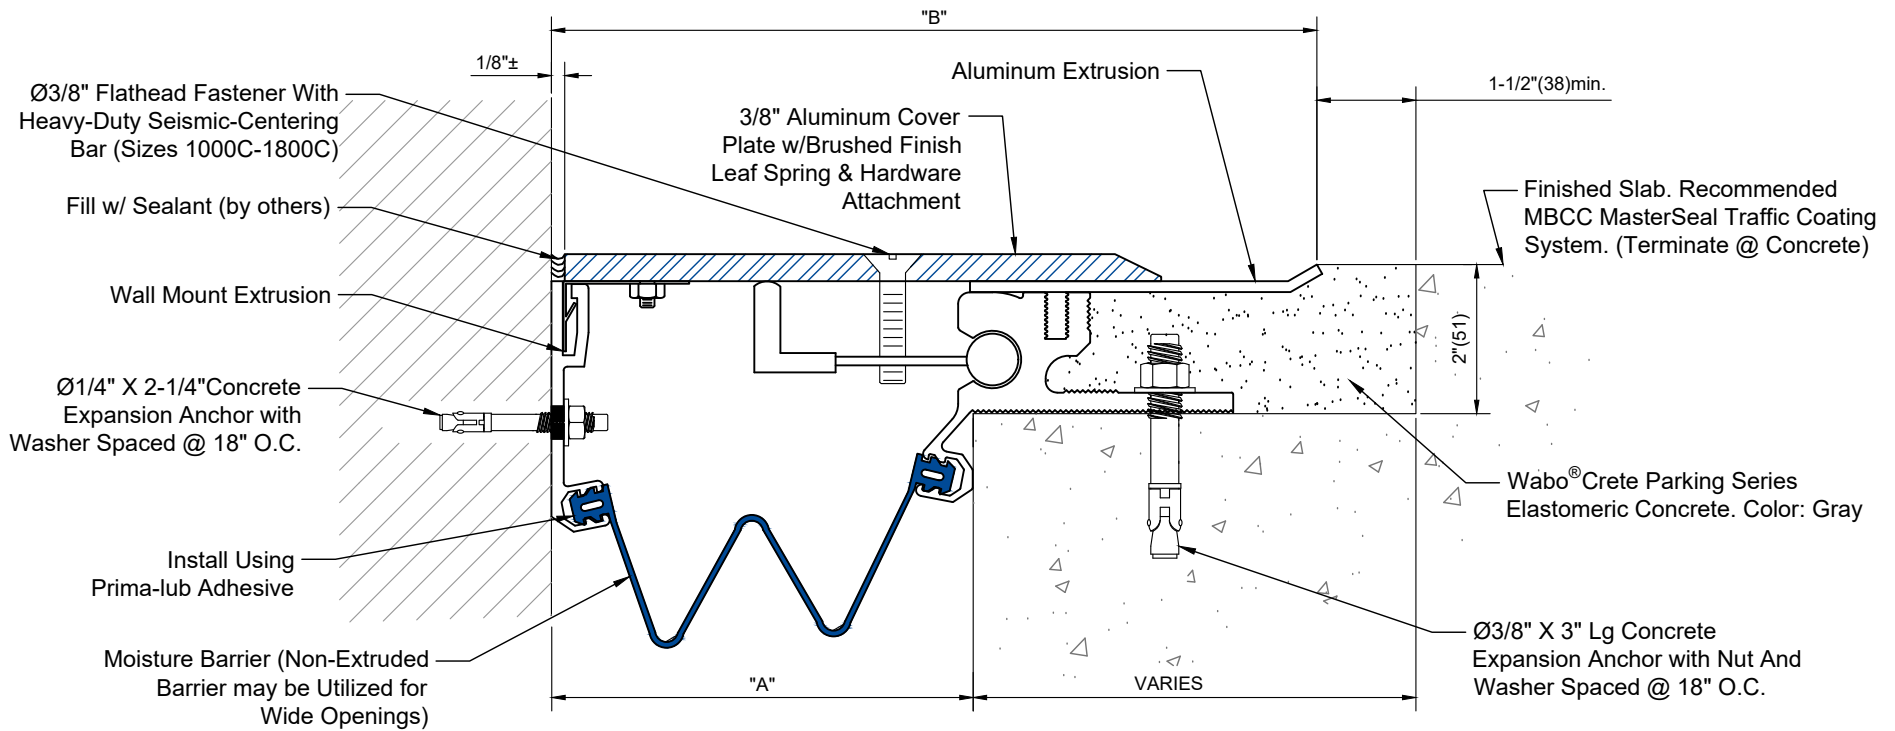 "B"
1/8"±
Ø3/8" Flathead Fastener With
Heavy-Duty Seismic-Centering
Bar (Sizes 1000C-1800C)
Aluminum Extrusion
1-1/2"(38)min.
3/8" Aluminum Cover
Plate w/Brushed Finish
Leaf Spring & Hardware
Attachment
Finished Slab. Recommended
MBCC MasterSeal Traffic Coating
System. (Terminate @ Concrete)
Fill w/ Sealant (by others)
Wall Mount Extrusion
2"(51)
Ø1/4" X 2-1/4"Concrete
Expansion Anchor with
Washer Spaced @ 18" O.C.
Wabo®Crete Parking Series
Elastomeric Concrete. Color: Gray
Install Using
Prima-lub Adhesive
Ø3/8" X 3" Lg Concrete
Expansion Anchor with Nut And
Washer Spaced @ 18" O.C.
Moisture Barrier (Non-Extruded
Barrier may be Utilized for
Wide Openings)
"A"
VARIES